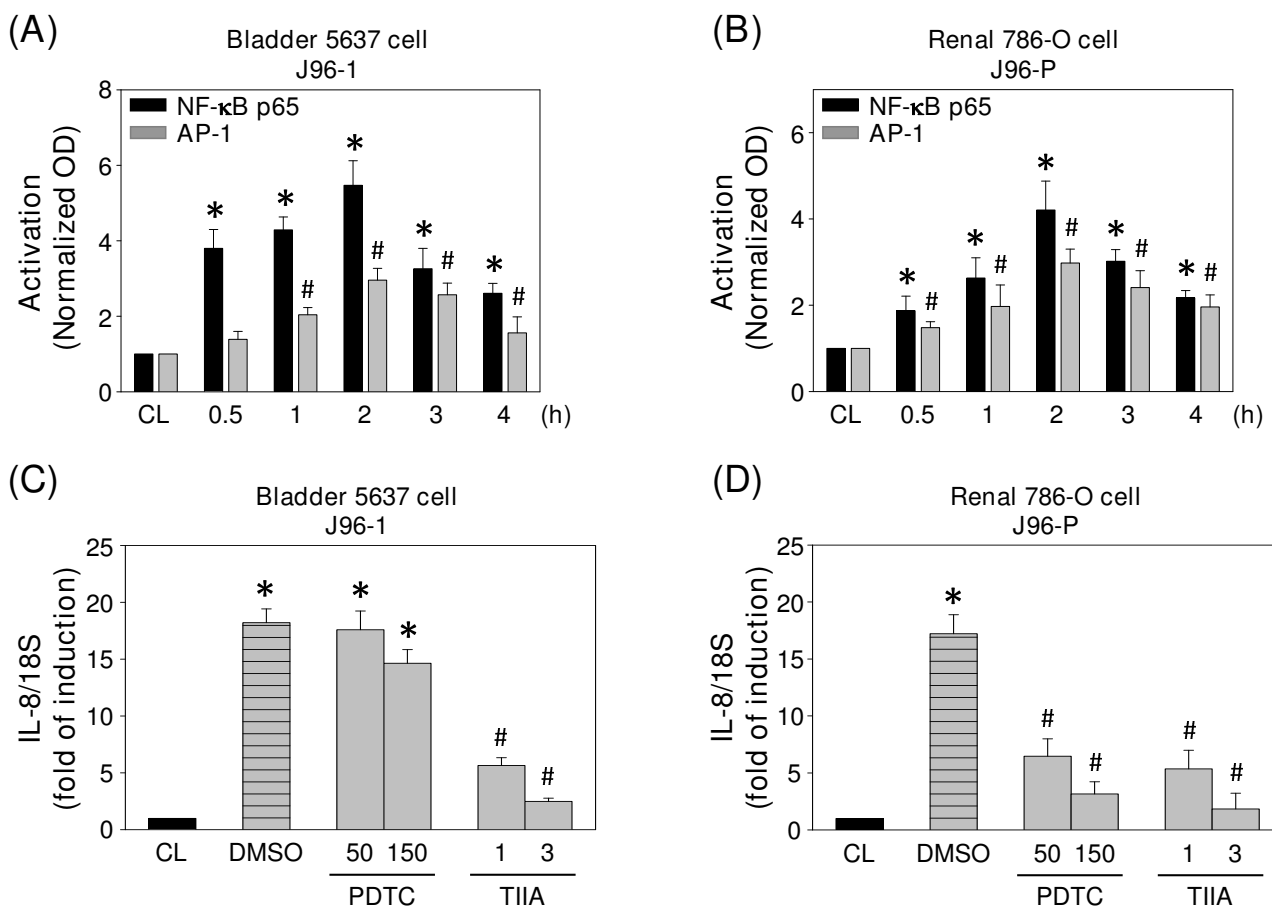 (A)
Bladder 5637 cell
J96-1
NF-κB p65
AP-1
Activation
(Normalized OD)
8
6
4
2
0
* * * # * # * #
CL 0.5 1 2 3 4 (h)
(B)
Renal 786-O cell
J96-P
NF-κB p65
AP-1
Activation
(Normalized OD)
6
4
2
0
* # * # * # * # * #
CL 0.5 1 2 3 4 (h)
(C)
Bladder 5637 cell
J96-1
IL-8/18S
(fold of induction)
25
20
15
10
5
0
* * * # #
CL DMSO 50 150 1 3
PDTC TIIA
(D)
Renal 786-O cell
J96-P
IL-8/18S
(fold of induction)
25
20
15
10
5
0
* # # # #
CL DMSO 50 150 1 3
PDTC TIIA